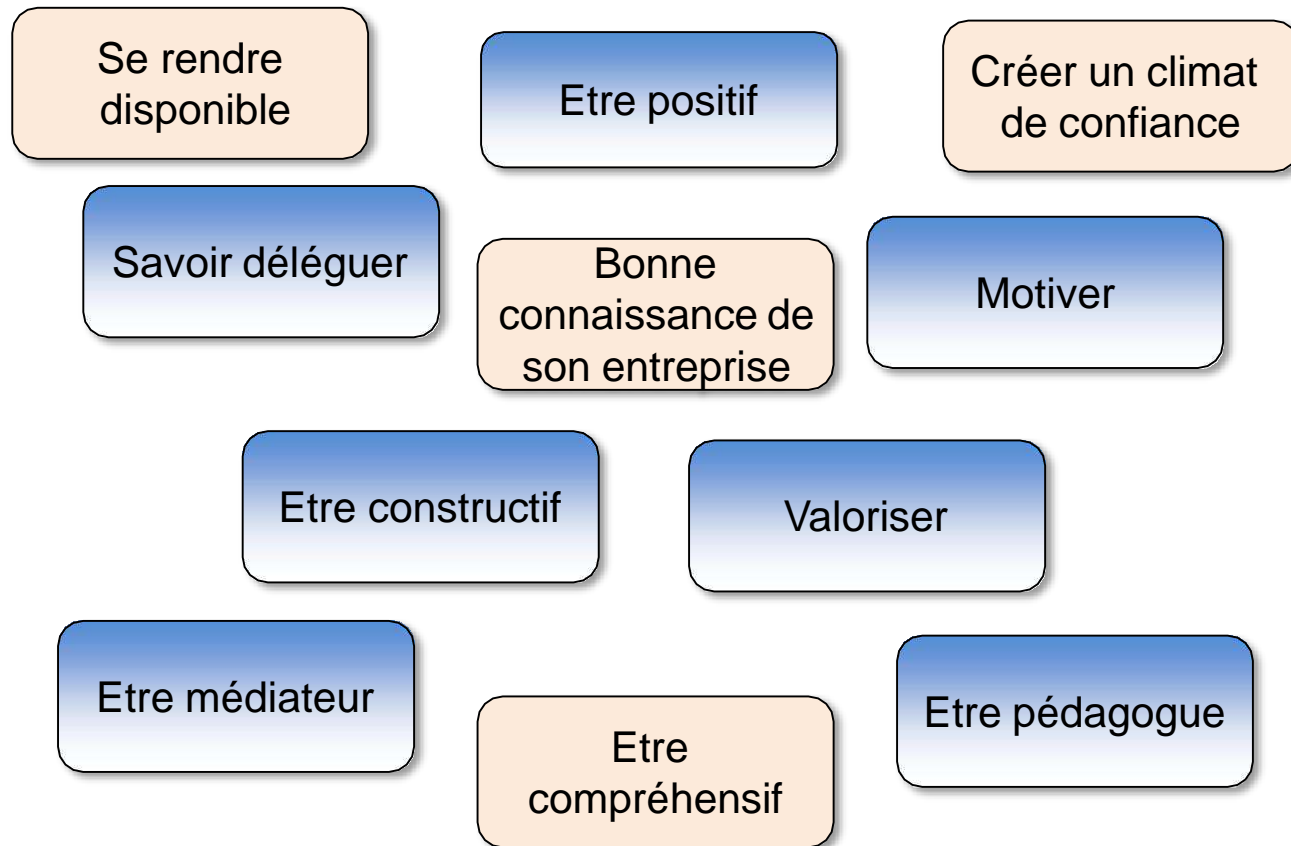 Se rendre
disponible
Etre positif
Créer un climat
de confiance
Savoir déléguer
Bonne
connaissance de
son entreprise
Motiver
Etre constructif
Valoriser
Etre médiateur
Etre
compréhensif
Etre pédagogue